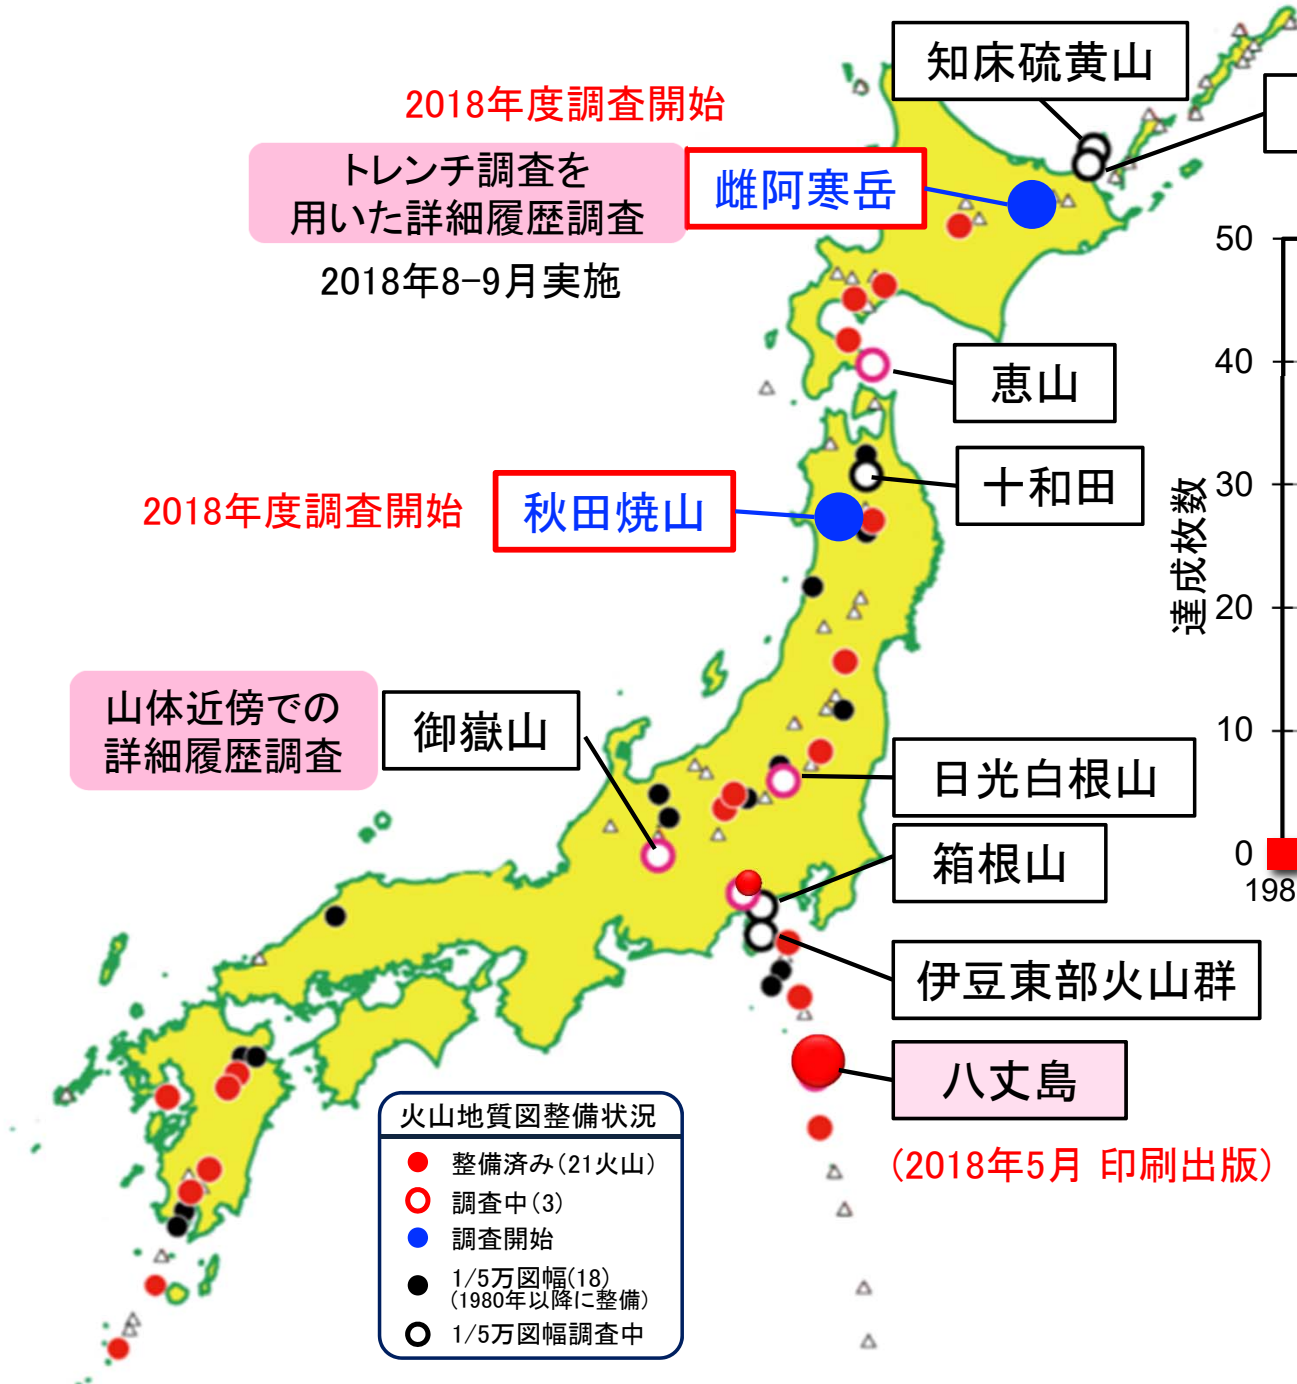 知床硫黄山
2018年度調査開始
トレンチ調査を
用いた詳細履歴調査
雌阿寒岳
2018年8-9月実施
恵山
十和田
2018年度調査開始
秋田焼山
山体近傍での
詳細履歴調査
御嶽山
日光白根山
箱根山
伊豆東部火山群
八丈島
(2018年5月 印刷出版)
50
40
30
20
10
0
198
達成枚数
火山地質図整備状況
整備済み(21火山)
調査中(3)
調査開始
1/5万図幅(18)
(1980年以降に整備)
1/5万図幅調査中